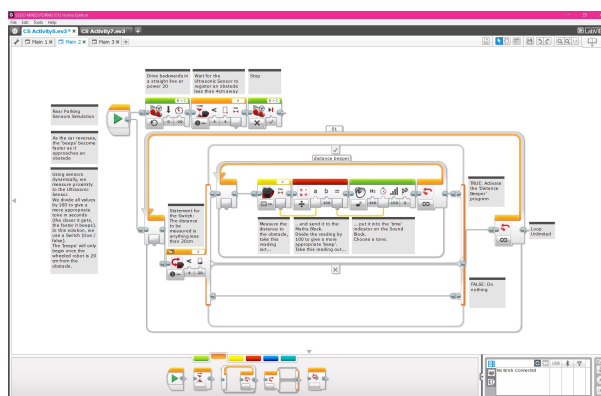 LEGO MINDSTORMS EV3 Home Edition
File Edit Tools Help
CS Activity6.ev3* X CS Activity7.ev3 +
LabVIEW
Main 1 X Main 2 X Main 3 X +
Drive backwards in
a straight line at
power 20
Wait for the
Ultrasonic Sensor to
register an obstacle
less than 4cm away
Stop
Rear Parking
Sensors Simulation
As the car reverses,
the 'beeps' become
faster as it
approaches an
obstacle
Using sensors
dynamically, we
measure proximity
to the Ultrasonic
Sensor
We divide all values
by 100 to give a
more appropriate
tone in seconds
(the closer it gets,
the faster it beeps).
In this solution, we
use a Switch (true /
false).
The 'beeps' will only
begin once the
wheeled robot is 20
cm from the
obstacle.
01
distance beeper
Statement for
the Switch:
The distance
to be
measured is
anything less
than 20cm
Measure the
distance to
the obstacle,
take this
reading
out...
... and send it to the
Maths Block.
Divide the reading by
100 to give a more
appropriate 'beep'.
Take this reading out...
... put it into the 'time'
indicator on the Sound
Block.
Choose a tone.
TRUE: Activate
the 'Distance
Beeper'
program
Loop
Unlimited
FALSE: Do
nothing
No Brick Connected
USB